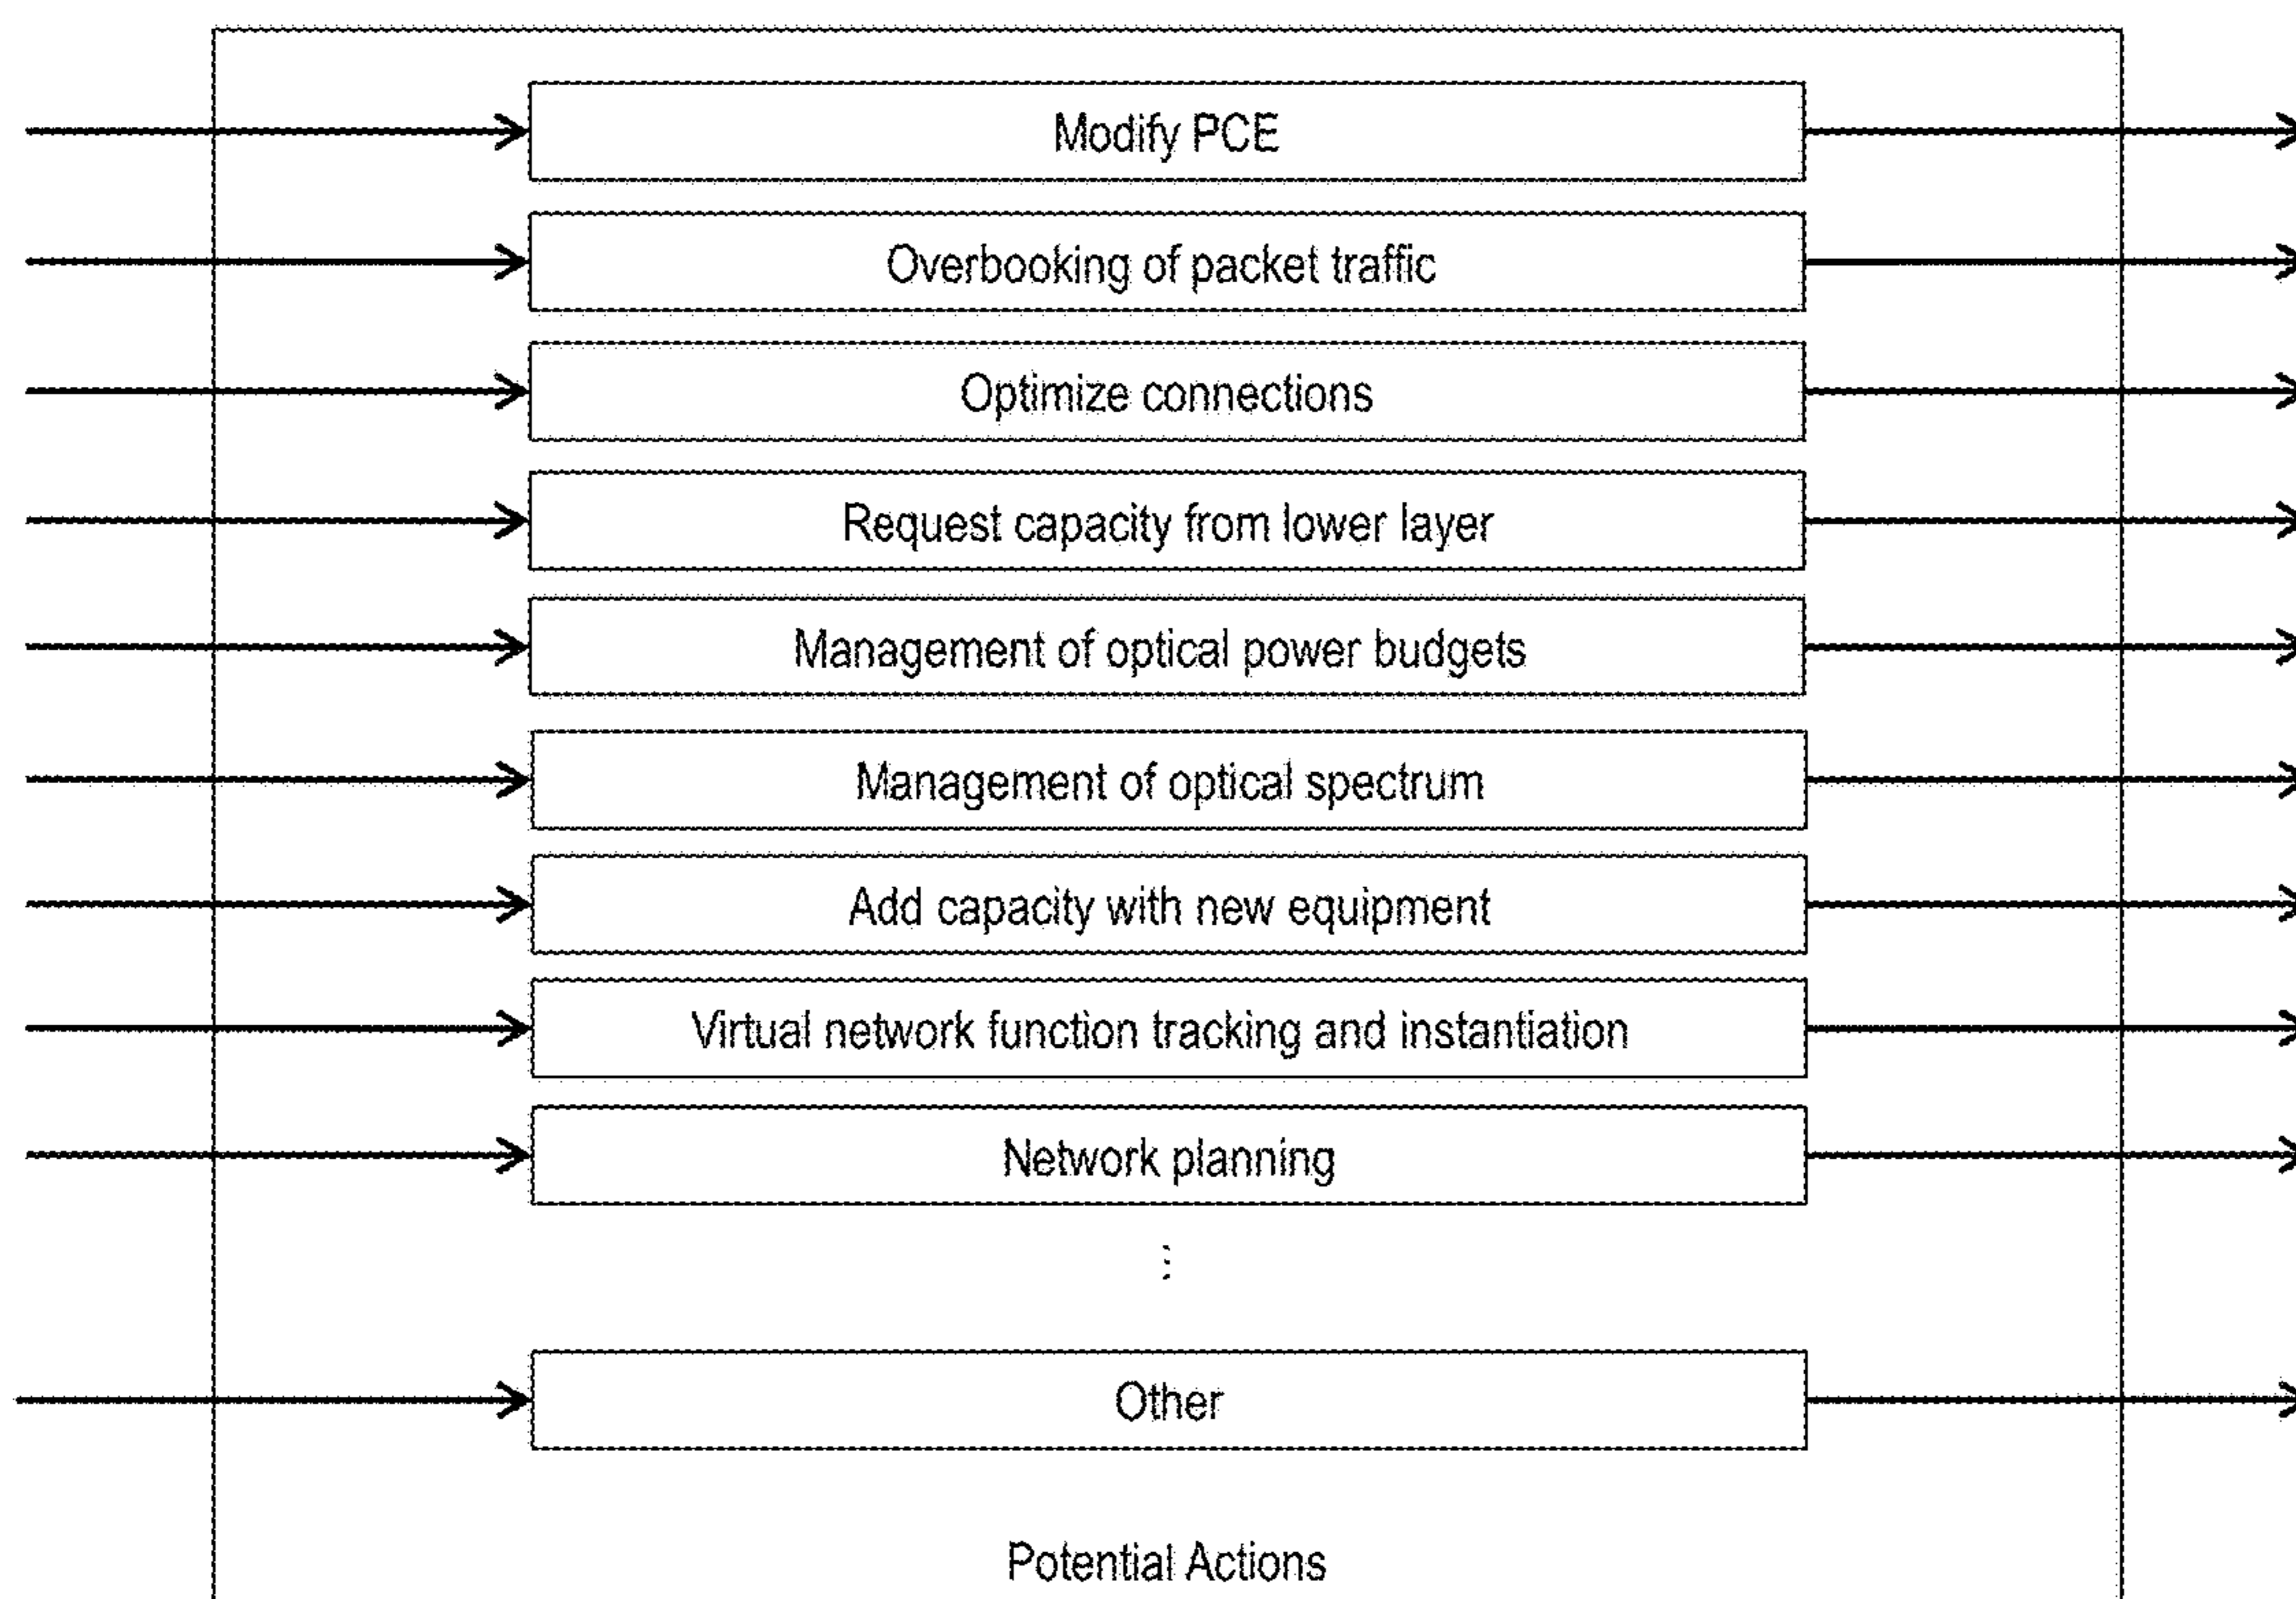 Modify PCE
Overbooking of packet traffic
Optimize connections
Request capacity from lower layer
Management of optical power budgets
Management of optical spectrum
Add capacity with new equipment
Virtual network function tracking and instantiation
Network planning
⋮
Other
Potential Actions